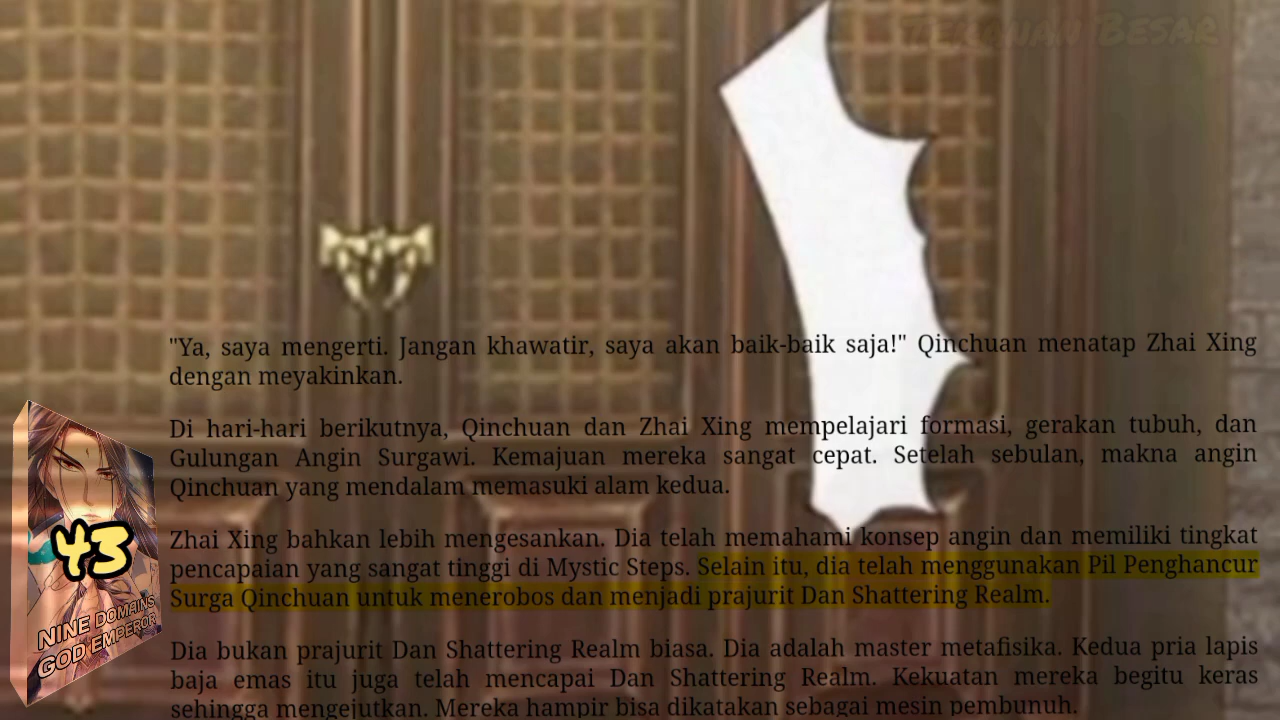 TERANIAN BESAR
"Ya, saya mengerti. Jangan khawatir, saya akan baik-baik saja!" Qinchuan menatap Zhai Xing
dengan meyakinkan.
Di hari-hari berikutnya, Qinchuan dan Zhai Xing mempelajari formasi, gerakan tubuh, dan
Gulungan Angin Surgawi. Kemajuan mereka sangat cepat. Setelah sebulan, makna angin
Qinchuan yang mendalam memasuki alam kedua.
Zhai Xing bahkan lebih mengesankan. Dia telah memahami konsep angin dan memiliki tingkat
pencapaian yang sangat tinggi di Mystic Steps. Selain itu, dia telah menggunakan Pil Penghancur
Surga Qinchuan untuk menerobos dan menjadi prajurit Dan Shattering Realm.
Dia bukan prajurit Dan Shattering Realm biasa. Dia adalah master metafisika. Kedua pria lapis
baja emas itu juga telah mencapai Dan Shattering Realm. Kekuatan mereka begitu keras
sehingga mengejutkan. Mereka hampir bisa dikatakan sebagai mesin pembunuh.
43
NINE DOMAINS
GOD EMPEROR